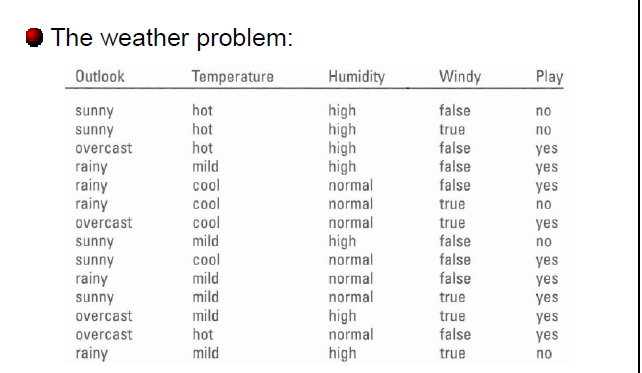 The weather problem:
Outlook Temperature Humidity Windy Play
sunny hot high false no
sunny hot high true no
overcast hot high false yes
rainy mild high false yes
rainy cool normal false yes
rainy cool normal true no
overcast cool normal true yes
sunny mild high false no
sunny cool normal false yes
rainy mild normal false yes
sunny mild normal true yes
overcast mild high true yes
overcast hot normal false yes
rainy mild high true no